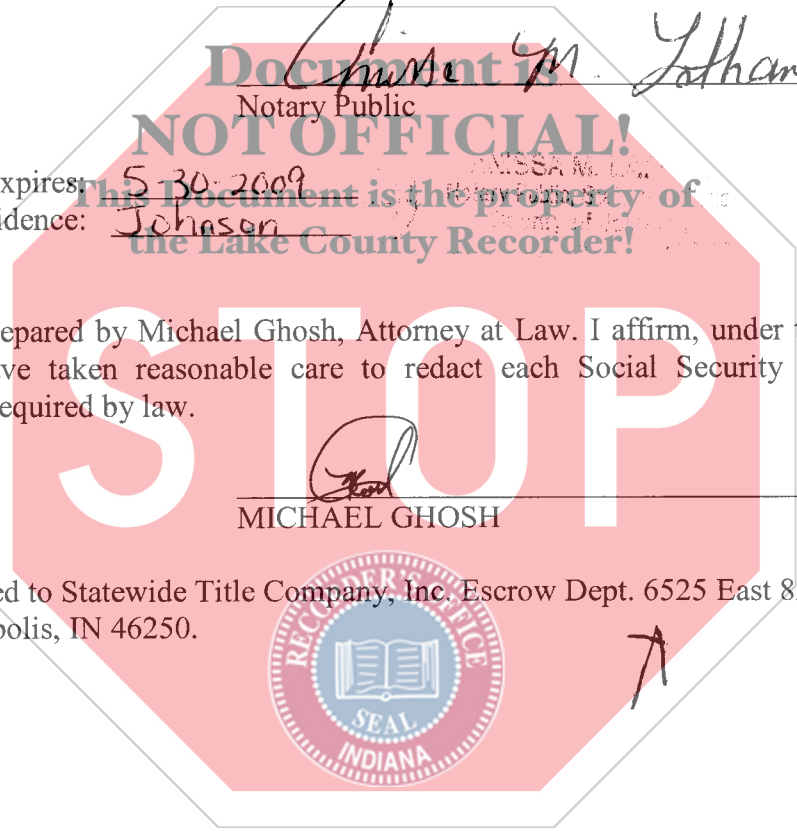 Document is
M.
Notary Public
NOT OFFICIAL!
xpires: 5-30-2009
This Document is the property of
idence: Johnson
the Lake County Recorder!
epared by Michael Ghosh, Attorney at Law. I affirm, under t
ve taken reasonable care to redact each Social Security
equired by law.
STOP
MICHAEL GHOSH
ed to Statewide Title Company, Inc. Escrow Dept. 6525 East 8
polis, IN 46250.
RECORDER'S OFFICE
SEAL
INDIANA